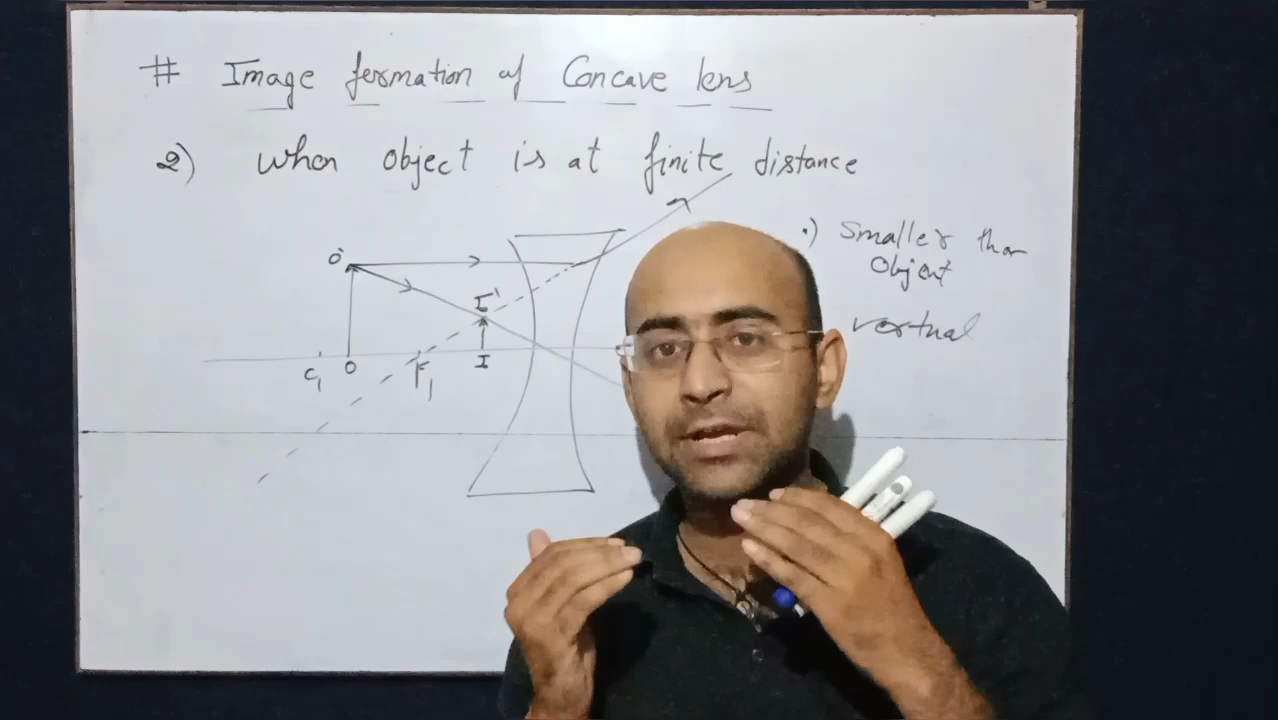 # Image formation of Concave lens
2) when object is at finite distance
.) Smaller than
object
O'
I'
vertual
C1 O F1 I